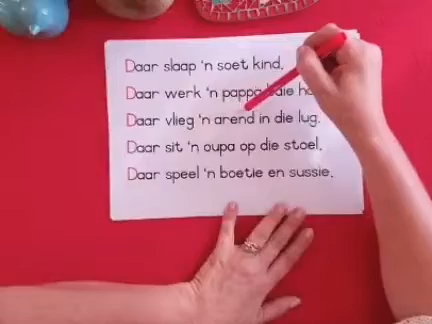 Daar slaap 'n soet kind.
Daar werk 'n pappa
Daar vlieg 'n arend in die lug.
Daar sit 'n oupa op die stoel.
Daar speel 'n boetie en sussie.